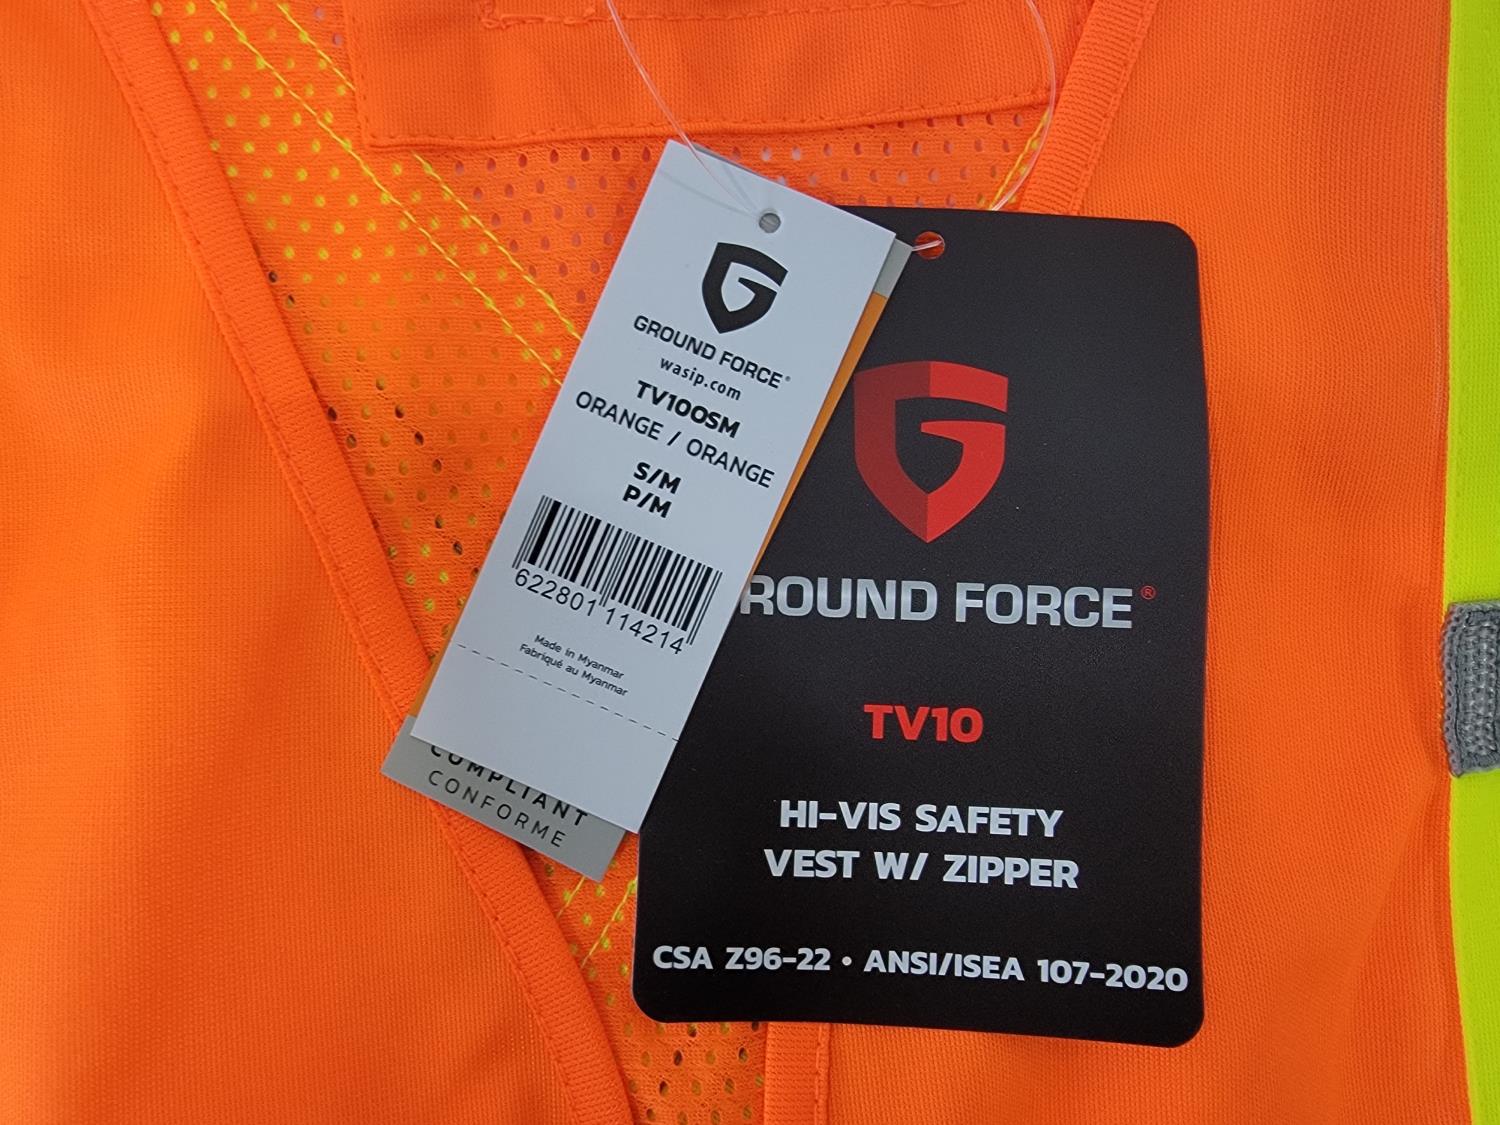 GROUND FORCE®
wasip.com
TV10OSM
ORANGE / ORANGE
S/M
P/M
622801 114214
Made in Myanmar
Fabriqué au Myanmar
COMPLIANT
CONFORME
ROUND FORCE®
TV10
HI-VIS SAFETY
VEST W/ ZIPPER
CSA Z96-22 • ANSI/ISEA 107-2020